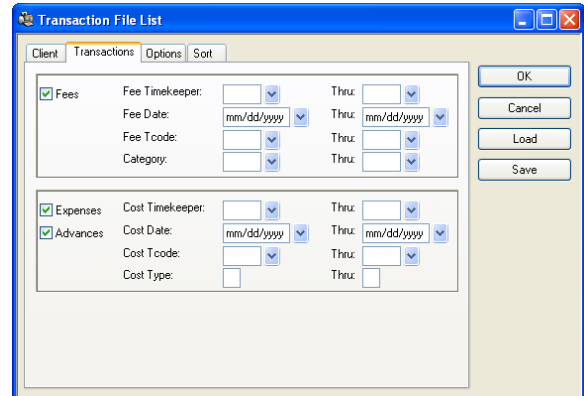 Transaction File List
Client Transactions Options Sort
Fees Fee Timekeeper: Thru:
Fee Date: mm/dd/yyyy Thru: mm/dd/yyyy
Fee Tcode: Thru:
Category: Thru:
Expenses Cost Timekeeper: Thru:
Advances Cost Date: mm/dd/yyyy Thru: mm/dd/yyyy
Cost Tcode: Thru:
Cost Type: Thru:
OK
Cancel
Load
Save